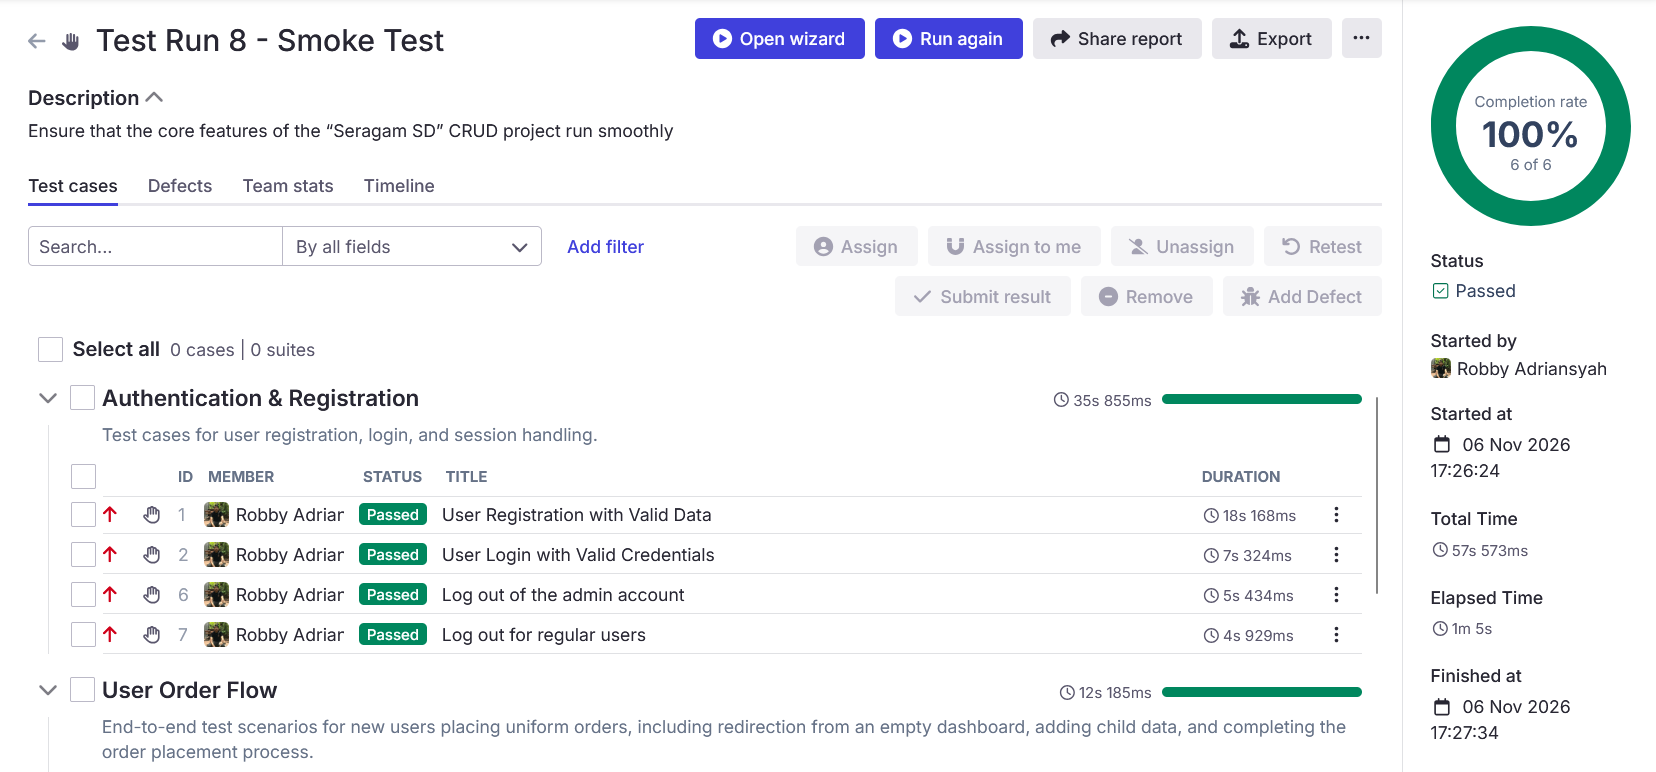 Test Run 8 - Smoke Test
Open wizard
Run again
Share report
Export
Description
Ensure that the core features of the “Seragam SD” CRUD project run smoothly
Test cases
Defects
Team stats
Timeline
Search...
By all fields
Add filter
Assign
Assign to me
Unassign
Retest
Submit result
Remove
Add Defect
Select all 0 cases | 0 suites
Authentication & Registration
35s 855ms
Test cases for user registration, login, and session handling.
ID MEMBER STATUS TITLE DURATION
1 Robby Adrian Passed User Registration with Valid Data 18s 168ms
2 Robby Adrian Passed User Login with Valid Credentials 7s 324ms
6 Robby Adrian Passed Log out of the admin account 5s 434ms
7 Robby Adrian Passed Log out for regular users 4s 929ms
User Order Flow
12s 185ms
End-to-end test scenarios for new users placing uniform orders, including redirection from an empty dashboard, adding child data, and completing the
order placement process.
Completion rate
100%
6 of 6
Status
Passed
Started by
Robby Adriansyah
Started at
06 Nov 2026
17:26:24
Total Time
57s 573ms
Elapsed Time
1m 5s
Finished at
06 Nov 2026
17:27:34